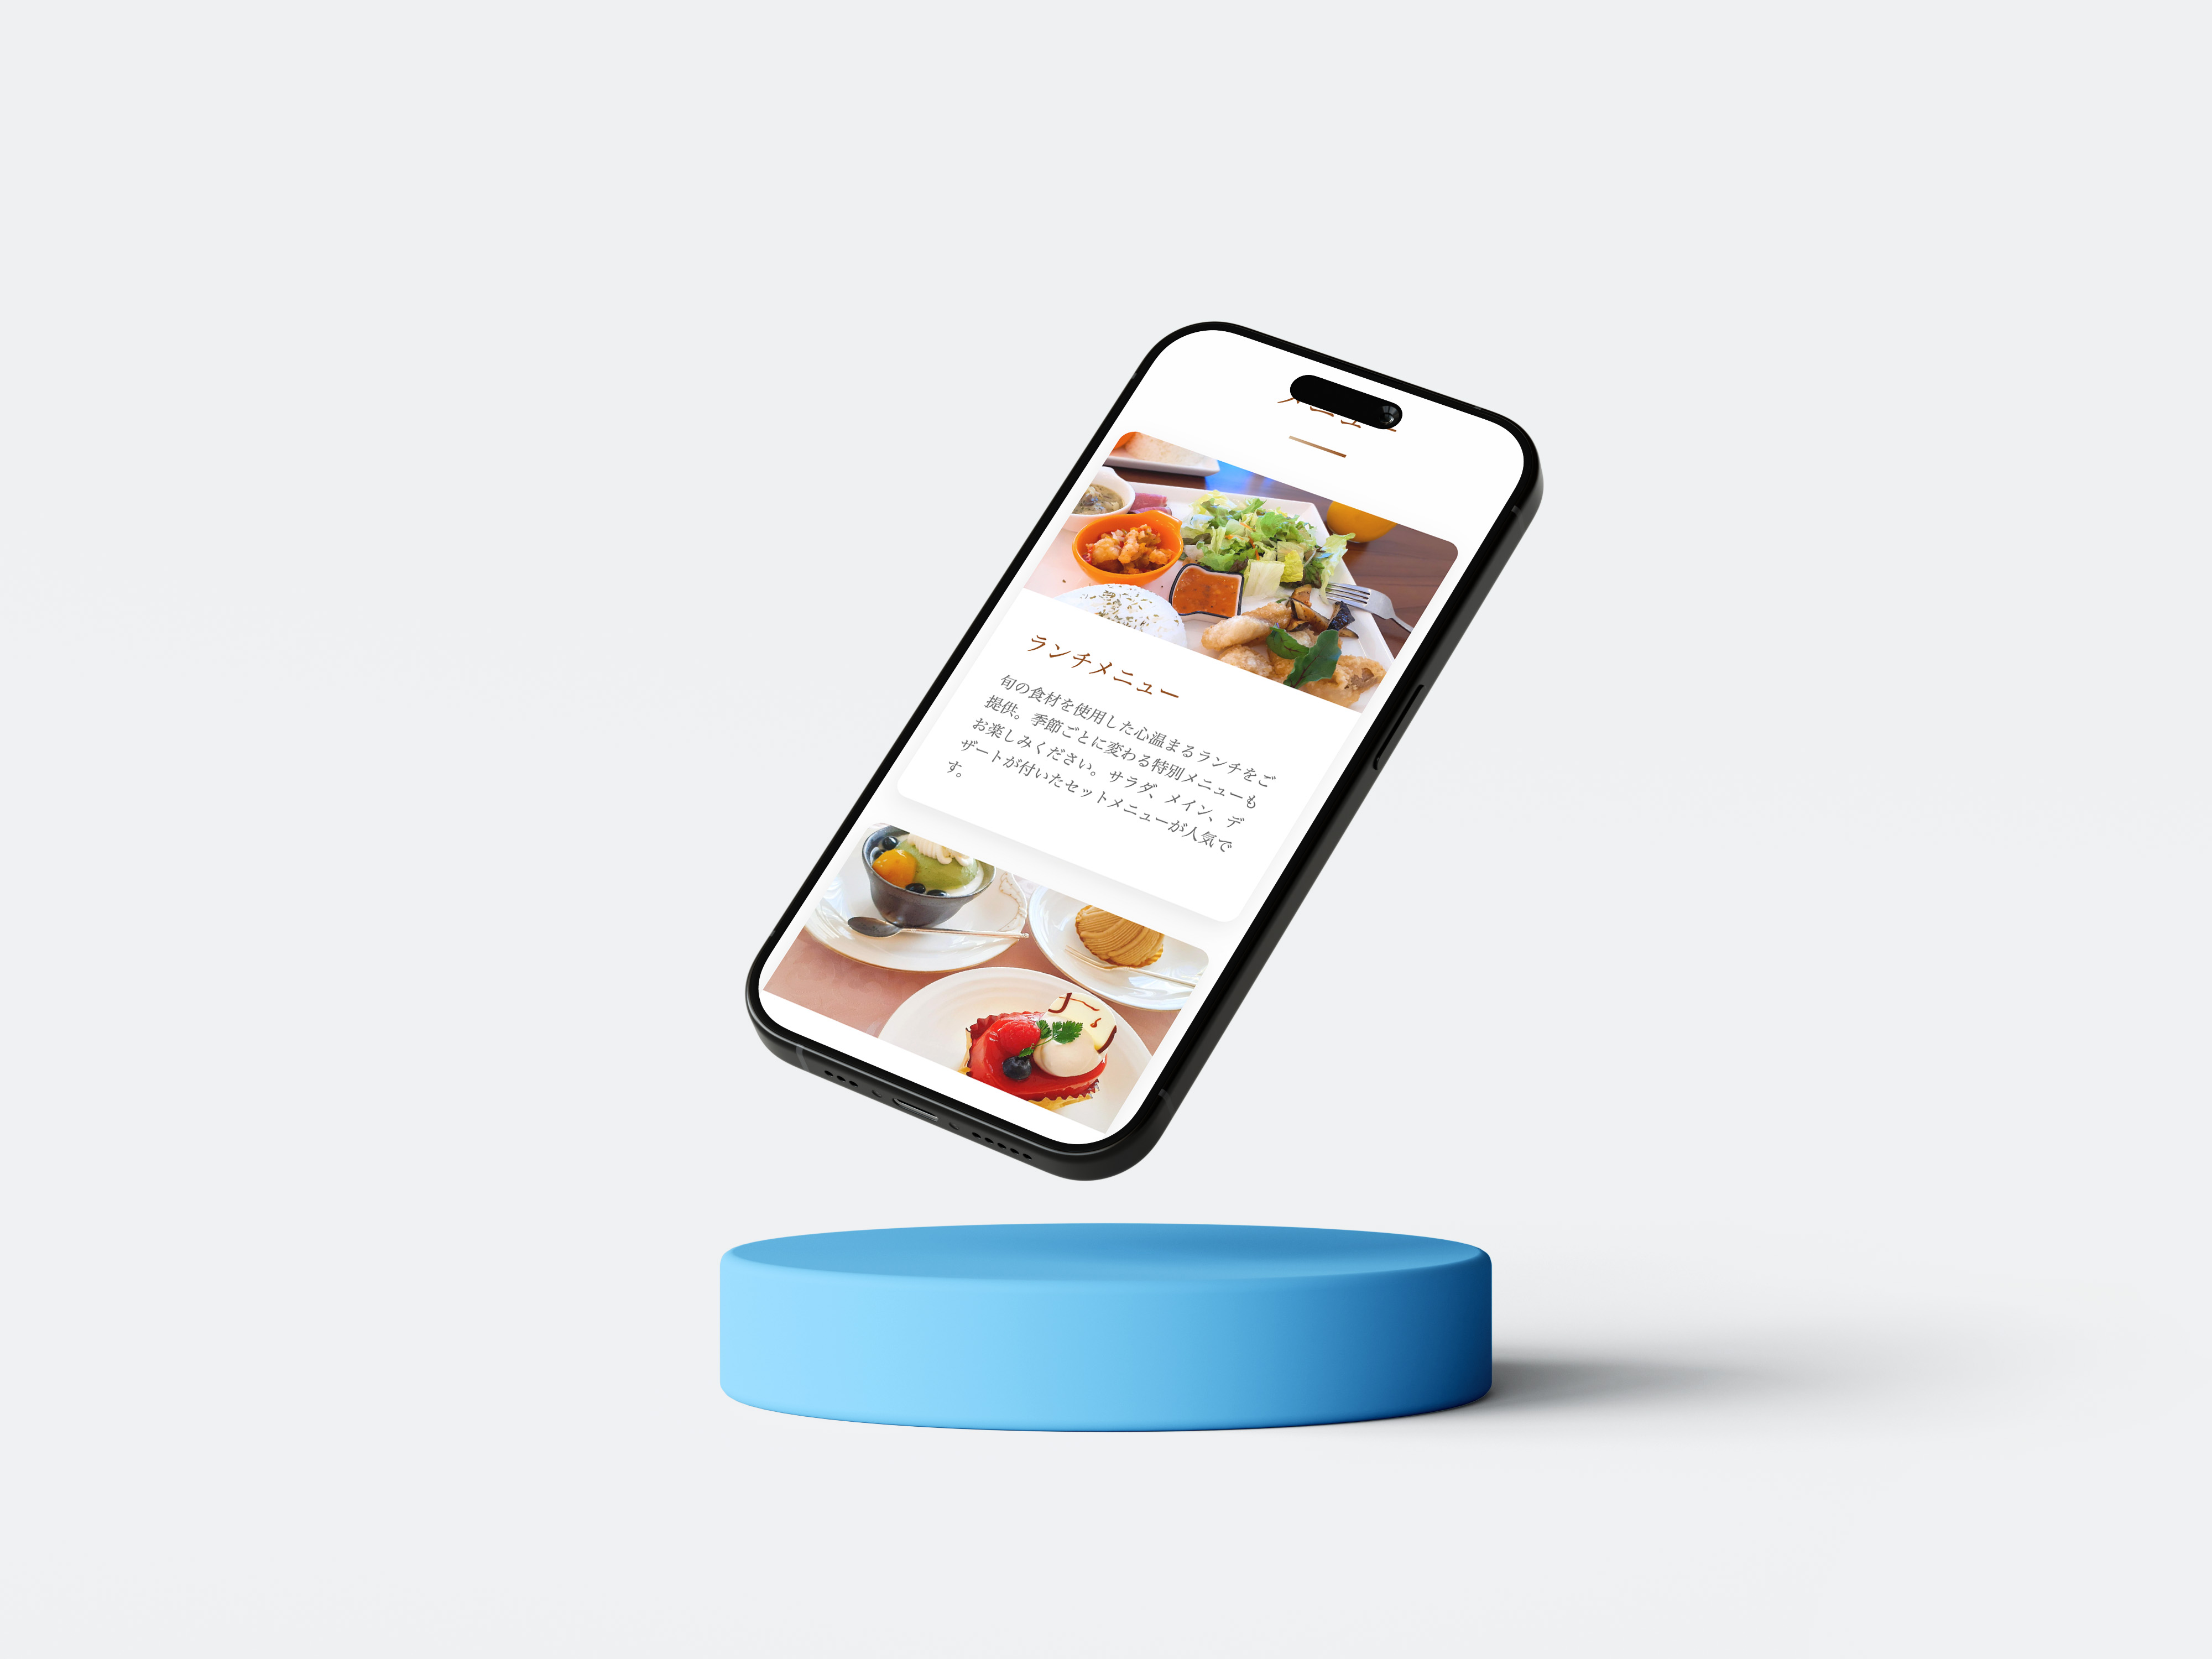 メニュー
ランチメニュー
旬の食材を使用した心温まるランチをご
提供。季節ごとに変わる特別メニューも
お楽しみください。サラダ、メイン、デ
ザートが付いたセットメニューが人気で
す。